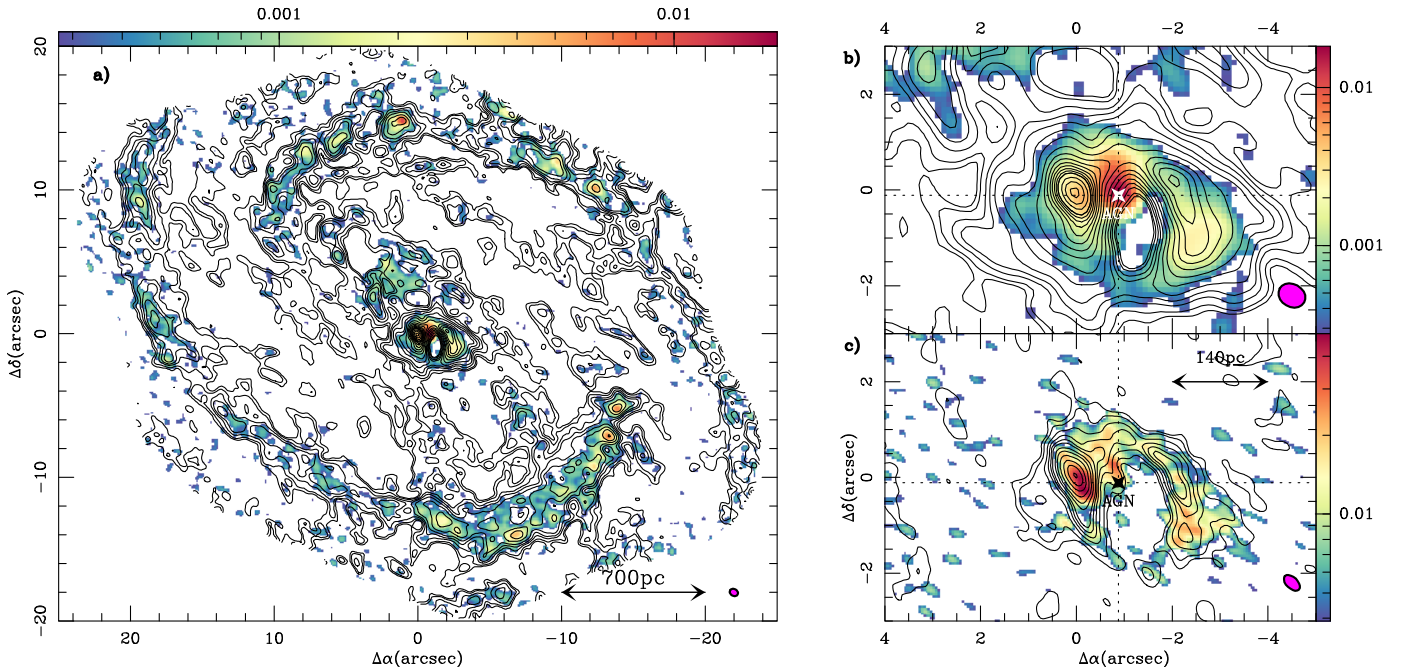 0.001 0.01
a)
20
10
0
−10
−20
Δδ(arcsec)
700pc
20 10 0 −10 −20
Δα(arcsec)
4 2 0 −2 −4
b)
2
0
−2
AGN
0.01
0.001
c)
140pc
2
0
−2
Δδ(arcsec)
AGN
0.01
4 2 0 −2 −4
Δα(arcsec)